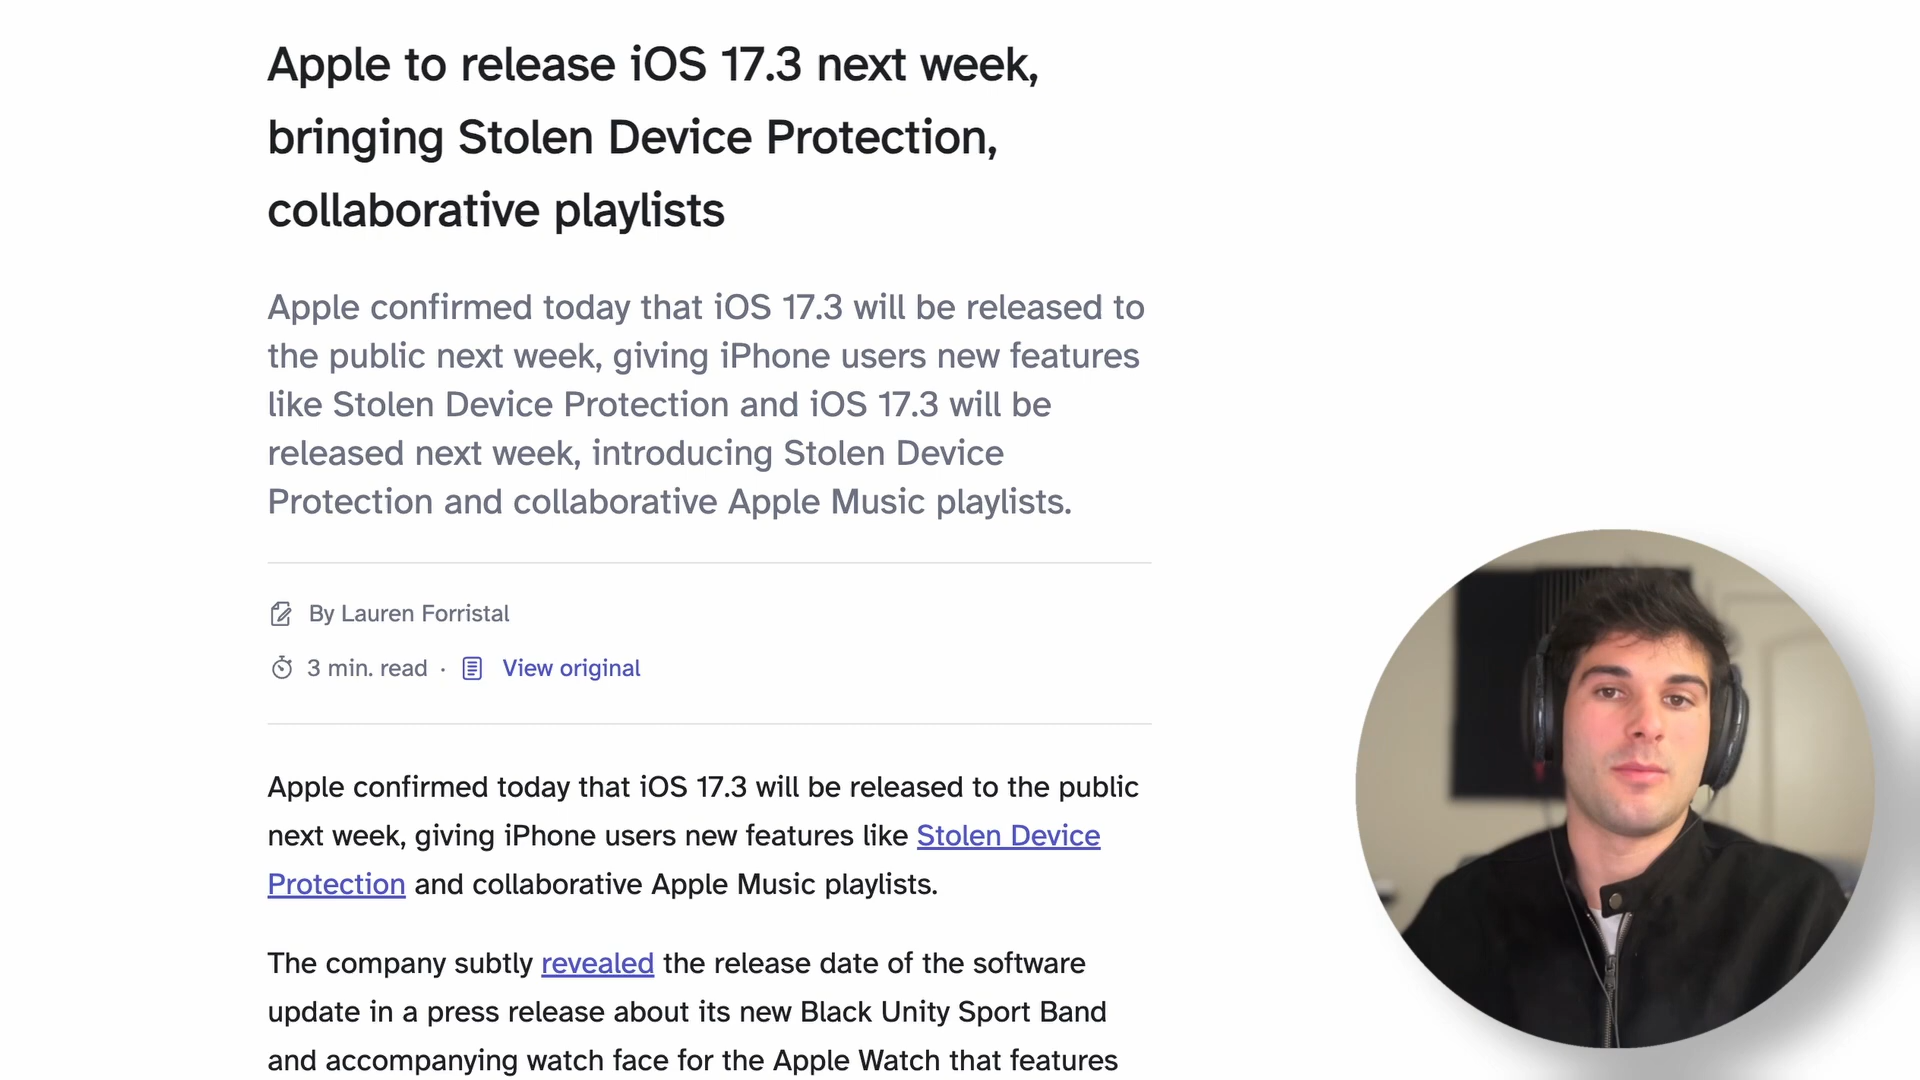 Apple to release iOS 17.3 next week,
bringing Stolen Device Protection,
collaborative playlists
Apple confirmed today that iOS 17.3 will be released to
the public next week, giving iPhone users new features
like Stolen Device Protection and iOS 17.3 will be
released next week, introducing Stolen Device
Protection and collaborative Apple Music playlists.
By Lauren Forristal
3 min. read · View original
Apple confirmed today that iOS 17.3 will be released to the public
next week, giving iPhone users new features like Stolen Device
Protection and collaborative Apple Music playlists.
The company subtly revealed the release date of the software
update in a press release about its new Black Unity Sport Band
and accompanying watch face for the Apple Watch that features